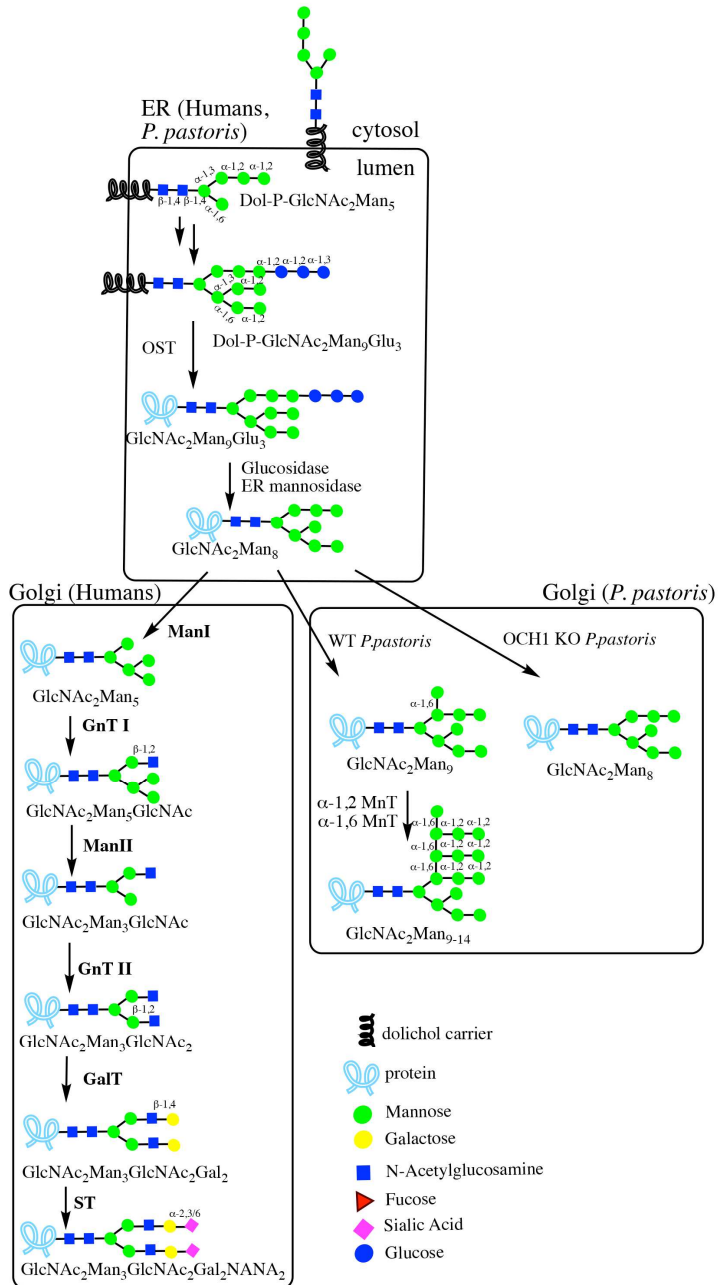 ER (Humans,
P. pastoris)
cytosol
lumen
α-1,3 α-1,2 α-1,2
β-1,4 β-1,4
α-1,6
Dol-P-GlcNAc₂Man₅
α-1,2 α-1,2 α-1,3
α-1,3 α-1,2
α-1,6 α-1,2
Dol-P-GlcNAc₂Man₉Glu₃
OST
GlcNAc₂Man₉Glu₃
Glucosidase
ER mannosidase
GlcNAc₂Man₈
Golgi (Humans)
ManI
GlcNAc₂Man₅
GnT I
β-1,2
GlcNAc₂Man₅GlcNAc
ManII
GlcNAc₂Man₃GlcNAc
GnT II
β-1,2
GlcNAc₂Man₃GlcNAc₂
GalT
β-1,4
GlcNAc₂Man₃GlcNAc₂Gal₂
ST
α-2,3/6
GlcNAc₂Man₃GlcNAc₂Gal₂NANA₂
Golgi (P. pastoris)
WT P.pastoris
OCH1 KO P.pastoris
α-1,6
GlcNAc₂Man₉
GlcNAc₂Man₈
α-1,2 MnT
α-1,6 MnT
α-1,6 α-1,2 α-1,2
α-1,6 α-1,2 α-1,2
α-1,6 α-1,2 α-1,2
GlcNAc₂Man₉₋₁₄
dolichol carrier
protein
Mannose
Galactose
N-Acetylglucosamine
Fucose
Sialic Acid
Glucose